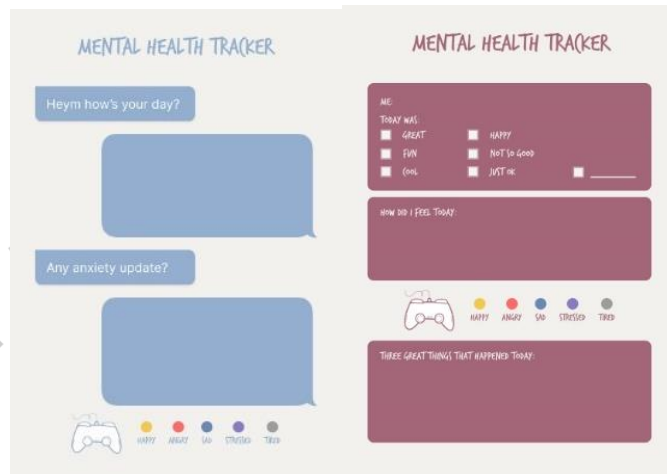 MENTAL HEALTH TRACKER
Heym how's your day?
Any anxiety update?
HAPPY ANGRY SAD STRESSED TIRED
MENTAL HEALTH TRACKER
ME:
TODAY WAS:
GREAT HAPPY
FUN NOT SO GOOD
COOL JUST OK
HOW DID I FEEL TODAY:
HAPPY ANGRY SAD STRESSED TIRED
THREE GREAT THINGS THAT HAPPENED TODAY: